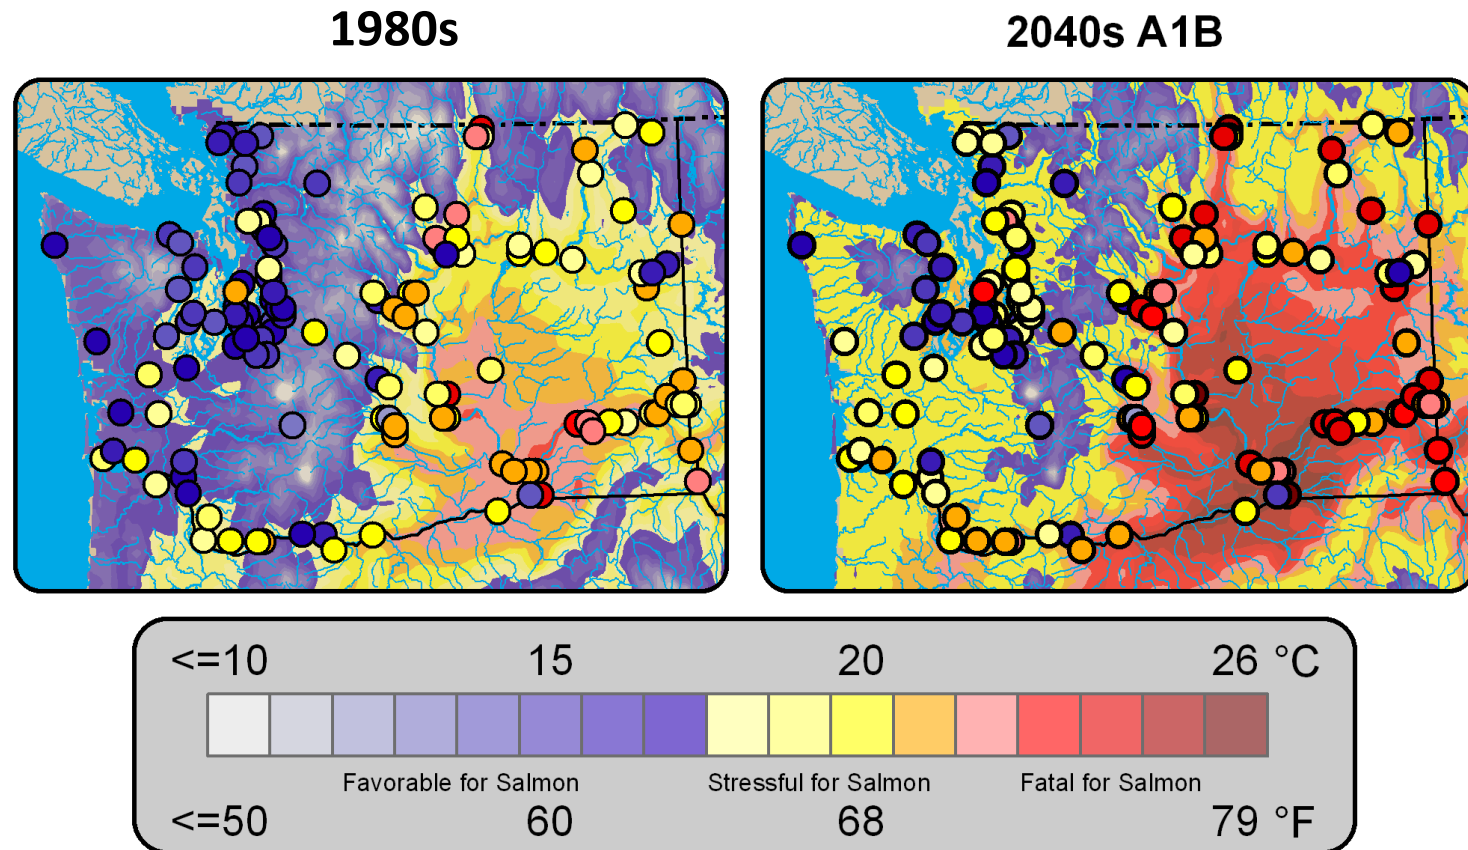 1980s
2040s A1B
<=10 15 20 26 °C
Favorable for Salmon Stressful for Salmon Fatal for Salmon
<=50 60 68 79 °F